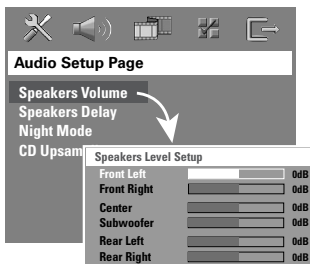 Audio Setup Page
Speakers Volume
Speakers Delay
Night Mode
CD Upsam
Speakers Level Setup
Front Left 0dB
Front Right 0dB
Center 0dB
Subwoofer 0dB
Rear Left 0dB
Rear Right 0dB